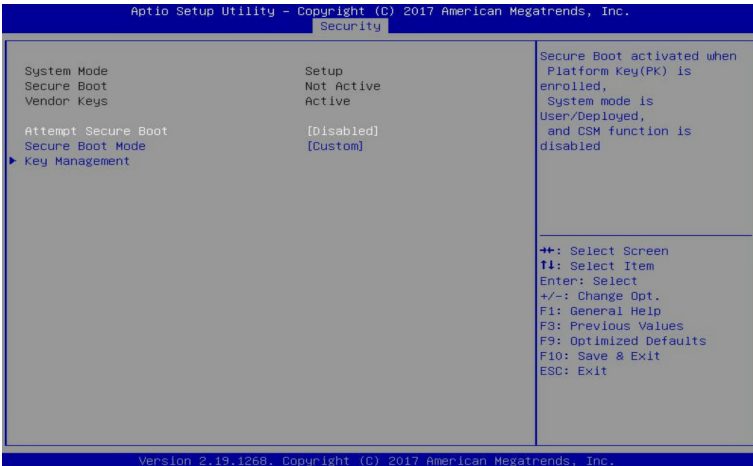 Aptio Setup Utility – Copyright (C) 2017 American Megatrends, Inc.
Security
System Mode Setup
Secure Boot Not Active
Vendor Keys Active
Attempt Secure Boot [Disabled]
Secure Boot Mode [Custom]
Key Management
Secure Boot activated when
Platform Key(PK) is
enrolled,
System mode is
User/Deployed,
and CSM function is
disabled
→←: Select Screen
↑↓: Select Item
Enter: Select
+/-: Change Opt.
F1: General Help
F3: Previous Values
F9: Optimized Defaults
F10: Save & Exit
ESC: Exit
Version 2.19.1268. Copyright (C) 2017 American Megatrends, Inc.